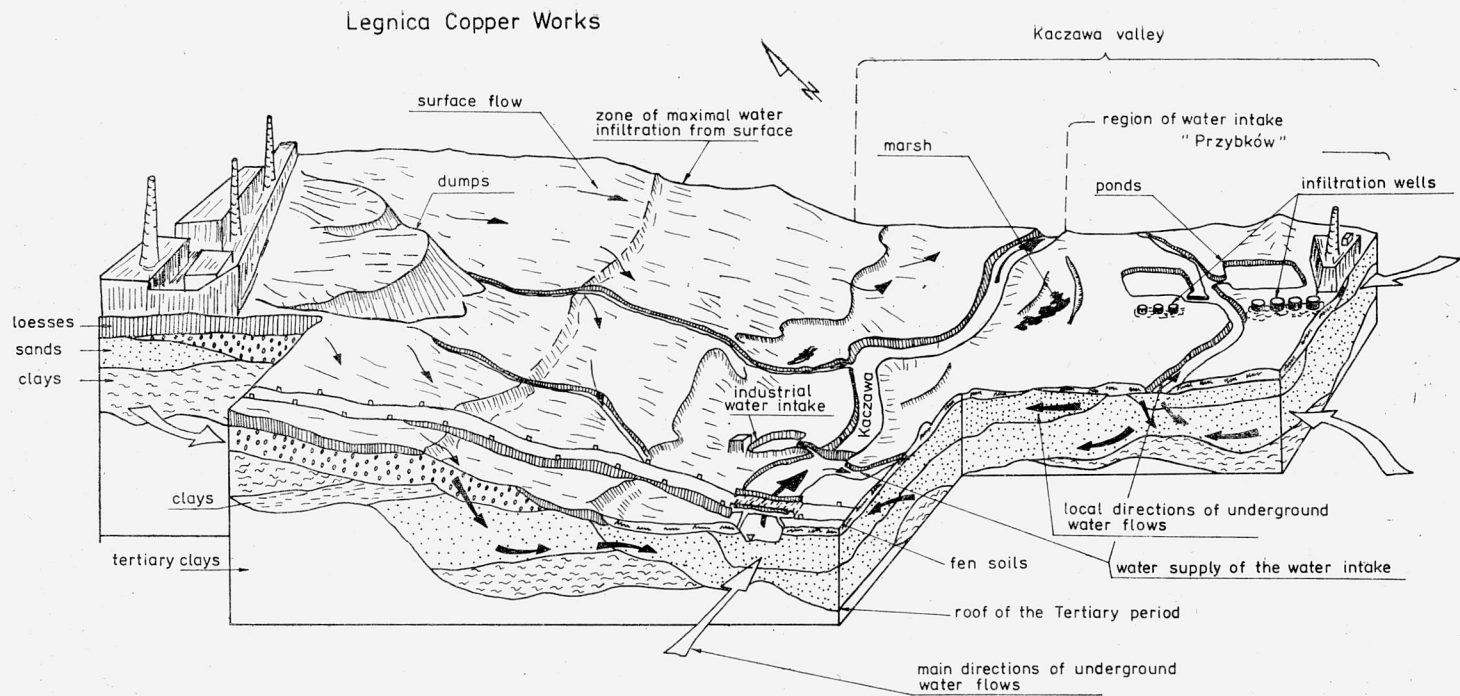 Legnica Copper Works
Kaczawa valley
N
surface flow
zone of maximal water
infiltration from surface
region of water intake
" Przybków"
marsh
dumps
ponds
infiltration wells
loesses
sands
clays
industrial
water intake
Kaczawa
clays
local directions of underground
water flows
tertiary clays
fen soils
water supply of the water intake
roof of the Tertiary period
main directions of underground
water flows